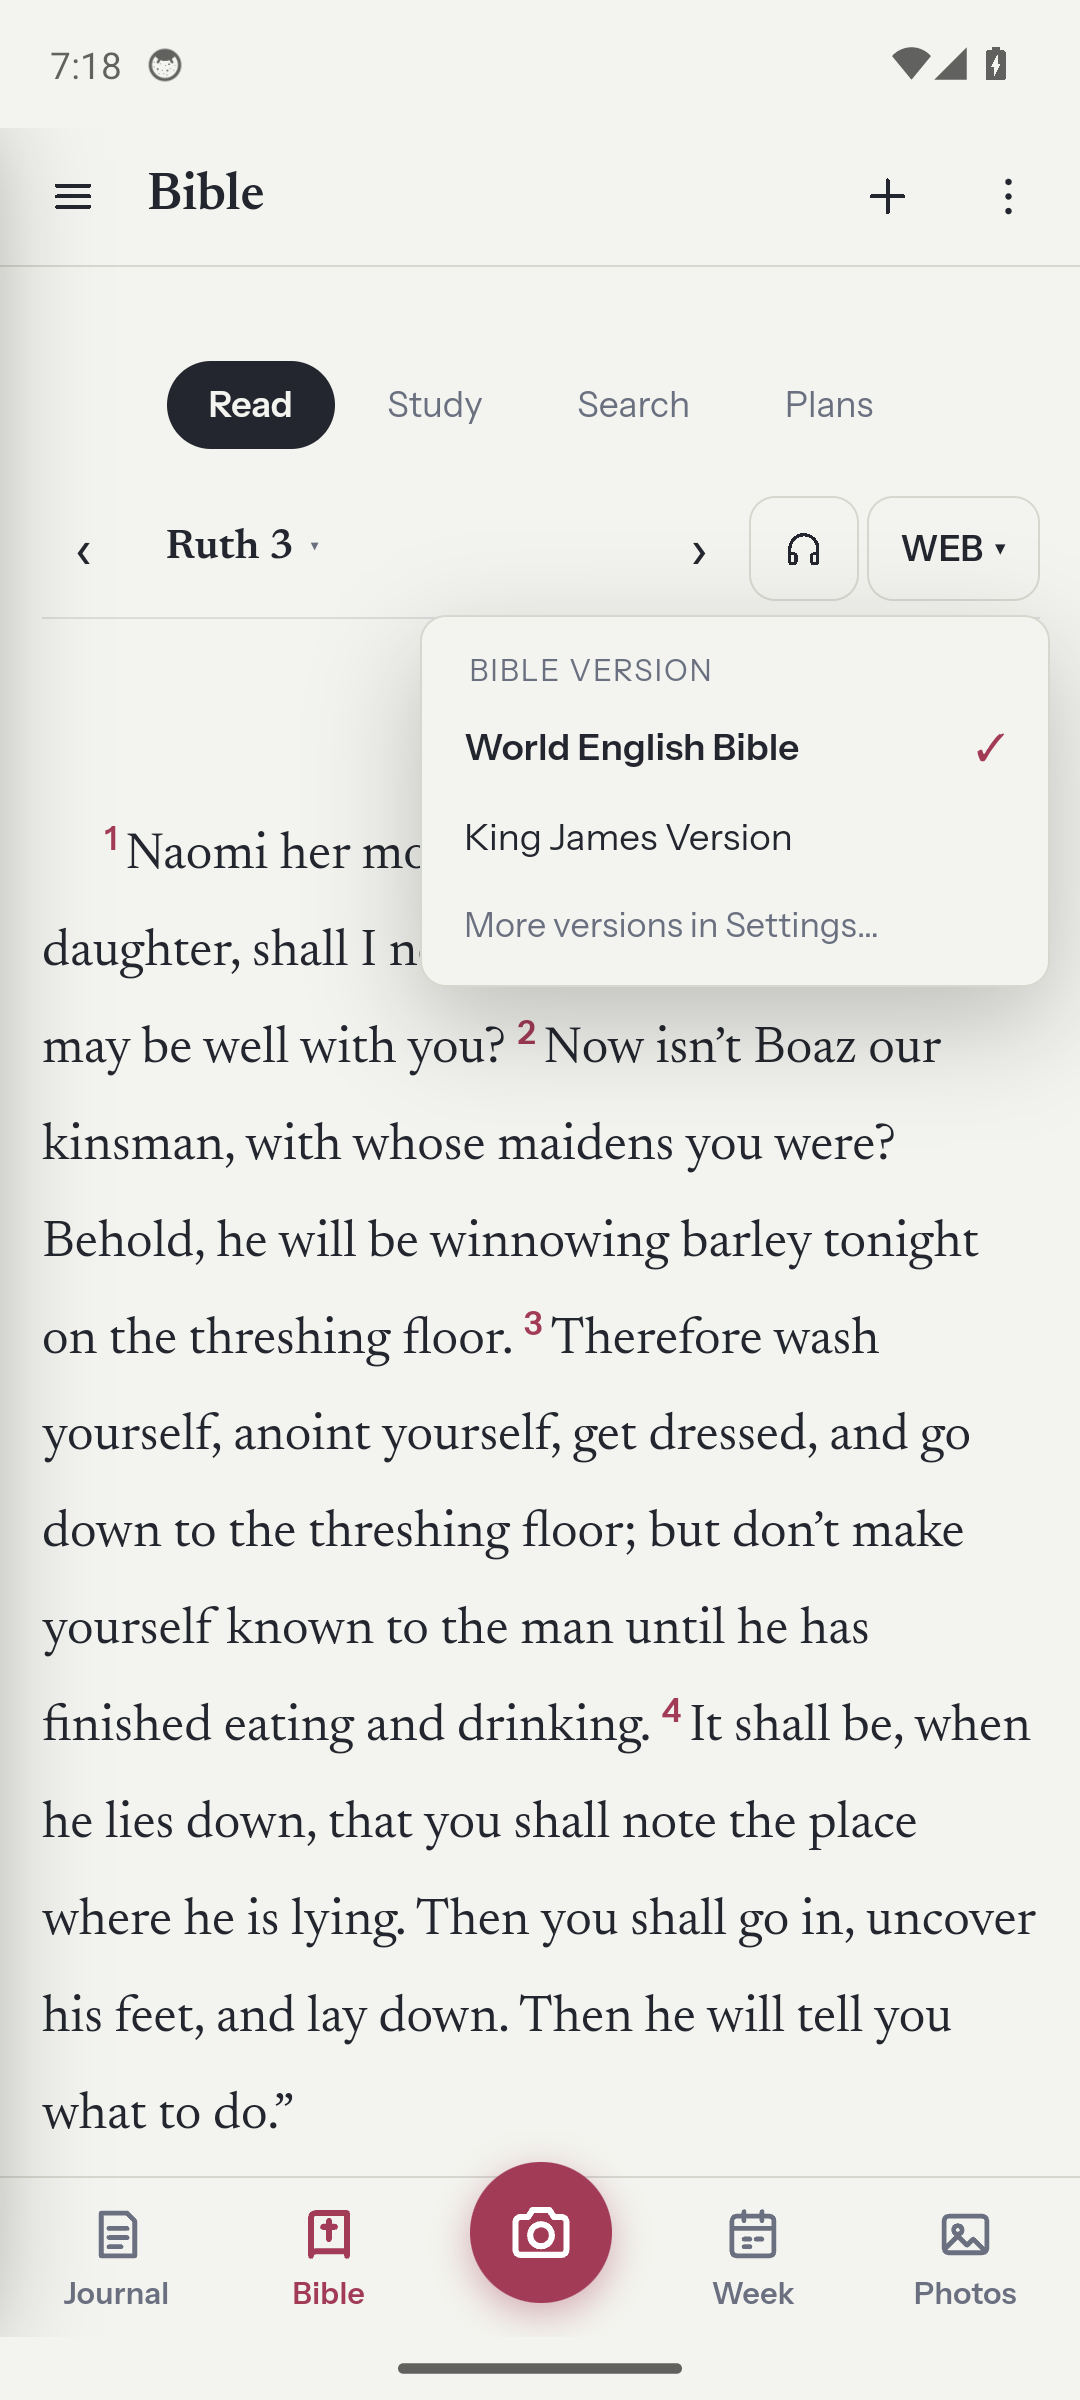 7:18
Bible
Read Study Search Plans
Ruth 3
WEB
BIBLE VERSION
World English Bible
King James Version
More versions in Settings...
1 Naomi her
daughter, shall I
may be well with you? 2 Now isn’t Boaz our
kinsman, with whose maidens you were?
Behold, he will be winnowing barley tonight
on the threshing floor. 3 Therefore wash
yourself, anoint yourself, get dressed, and go
down to the threshing floor; but don’t make
yourself known to the man until he has
finished eating and drinking. 4 It shall be, when
he lies down, that you shall note the place
where he is lying. Then you shall go in, uncover
his feet, and lay down. Then he will tell you
what to do.”
Journal Bible Week Photos